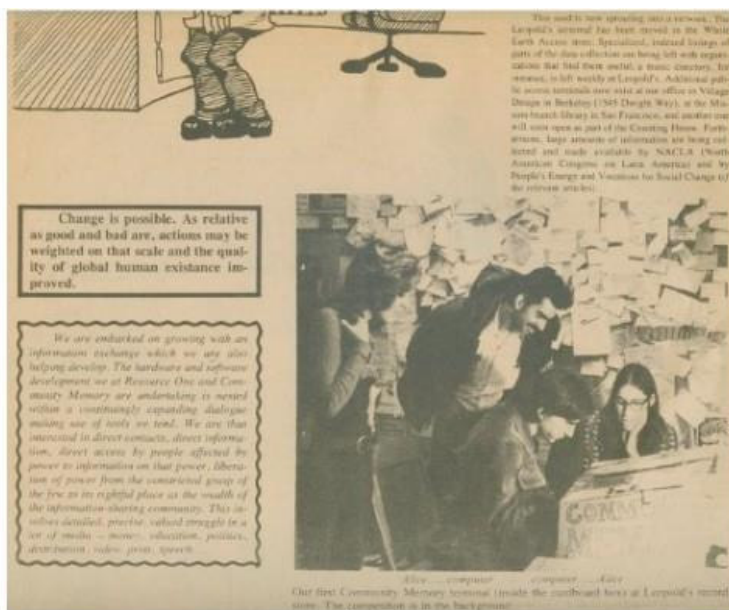 This need is now spreading into a network. The
Leopold's terminal has been moved to the Whole
Earth Access store. Specialized, indexed listings of
parts of the data collection are being left with organi-
zations that find them useful; a music directory, for
instance, is left weekly at Leopold's. Additional pub-
lic access terminals now exist at our office in Village
Design in Berkeley (1545 Dwight Way), at the Mis-
sion branch library in San Francisco, and another one
will soon open as part of the Counting House. Furth-
ermore, large amounts of information are being col-
lected and made available by NACLA (North
American Congress on Latin America) and by
People's Energy and Vocations for Social Change (cf
the relevant articles).
Change is possible. As relative
as good and bad are, actions may be
weighted on that scale and the qual-
ity of global human existance im-
proved.
We are embarked on growing with an
information exchange which we are also
helping develop. The hardware and software
development we at Resource One and Com-
munity Memory are undertaking is nested
within a continuingly expanding dialogue
making use of tools we tend. We are thus
interested in direct contacts, direct informa-
tion, direct access by people affected by
power to information on that power, libera-
tion of power from the constricted grasp of
the few to its rightful place as the wealth of
the information-sharing community. This in-
volves detailed, precise, valued struggle in a
lot of media – money, education, politics,
distribution, video, print, speech.
COMM
Alice.....computer.........computer.....Alice
Our first Community Memory terminal (inside the cardboard box) at Leopold's record
store. The connection is in the background.